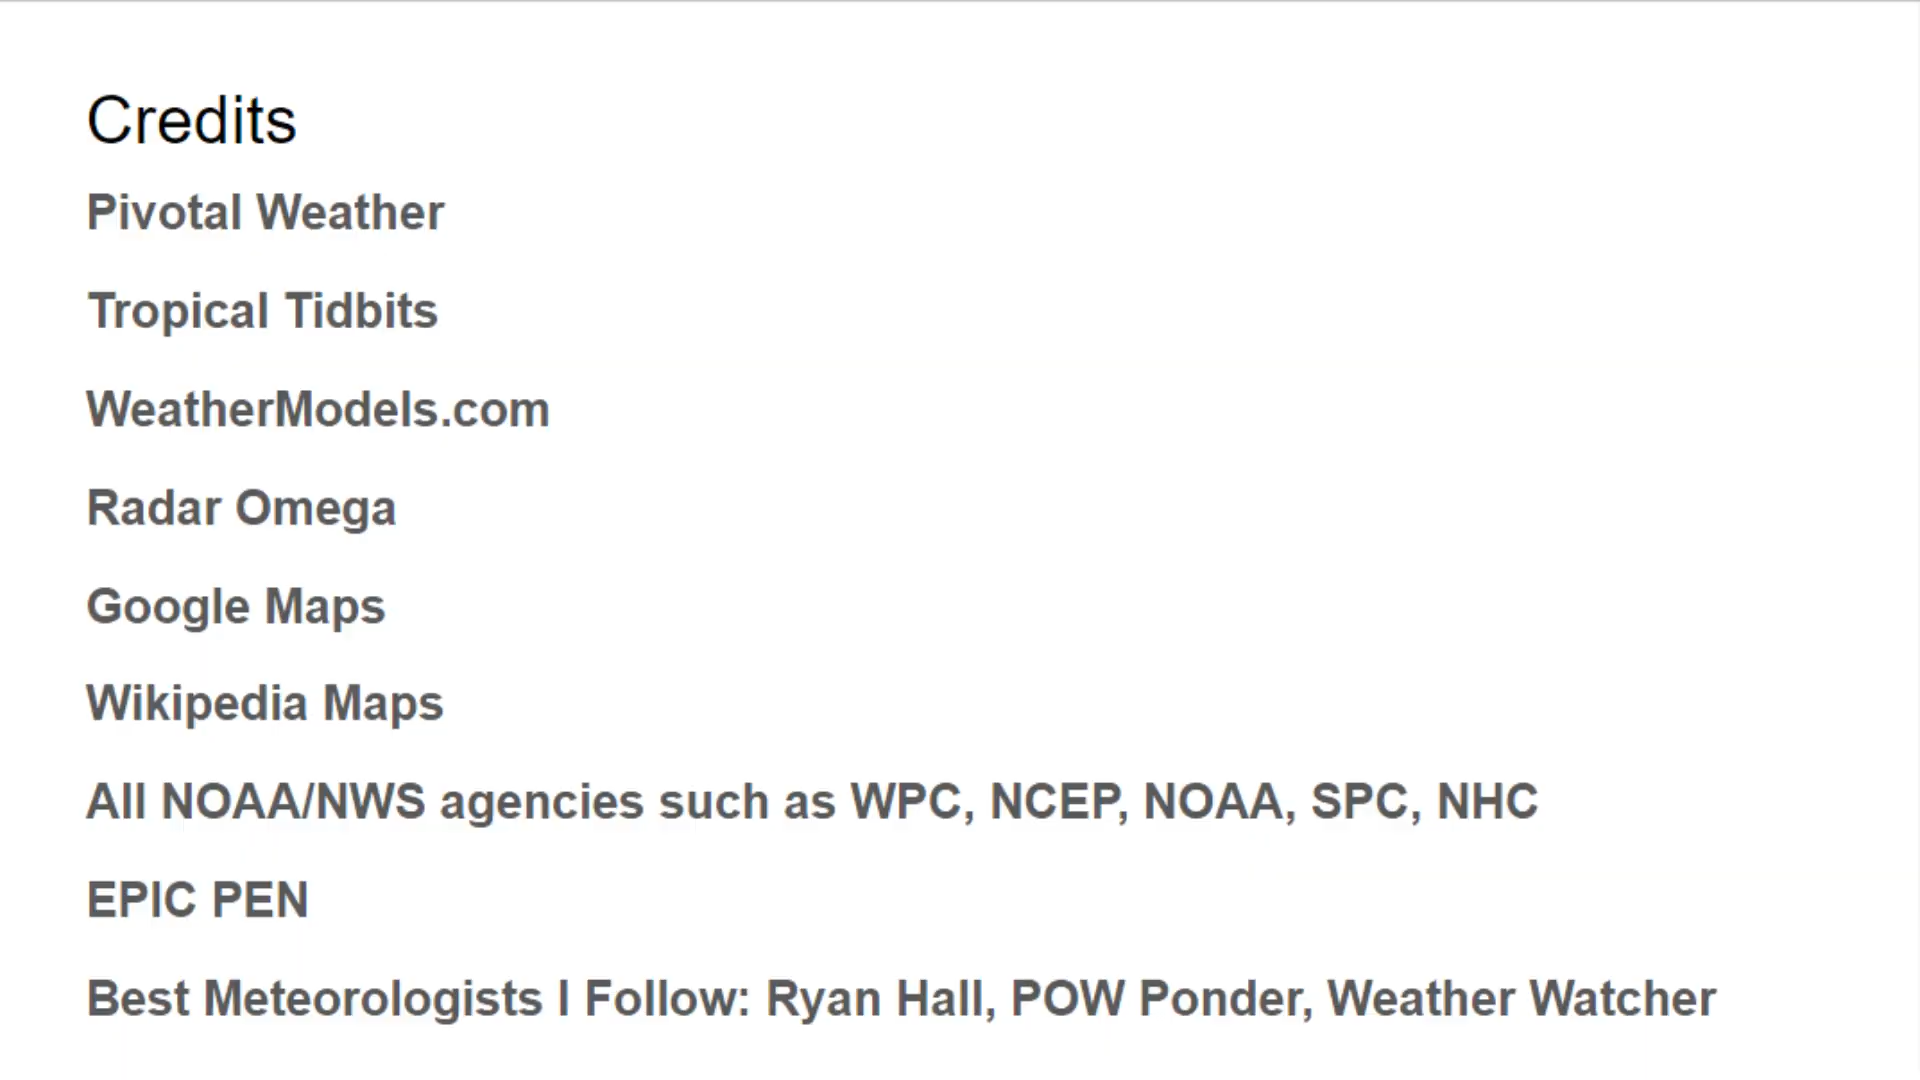 Credits
Pivotal Weather
Tropical Tidbits
WeatherModels.com
Radar Omega
Google Maps
Wikipedia Maps
All NOAA/NWS agencies such as WPC, NCEP, NOAA, SPC, NHC
EPIC PEN
Best Meteorologists I Follow: Ryan Hall, POW Ponder, Weather Watcher